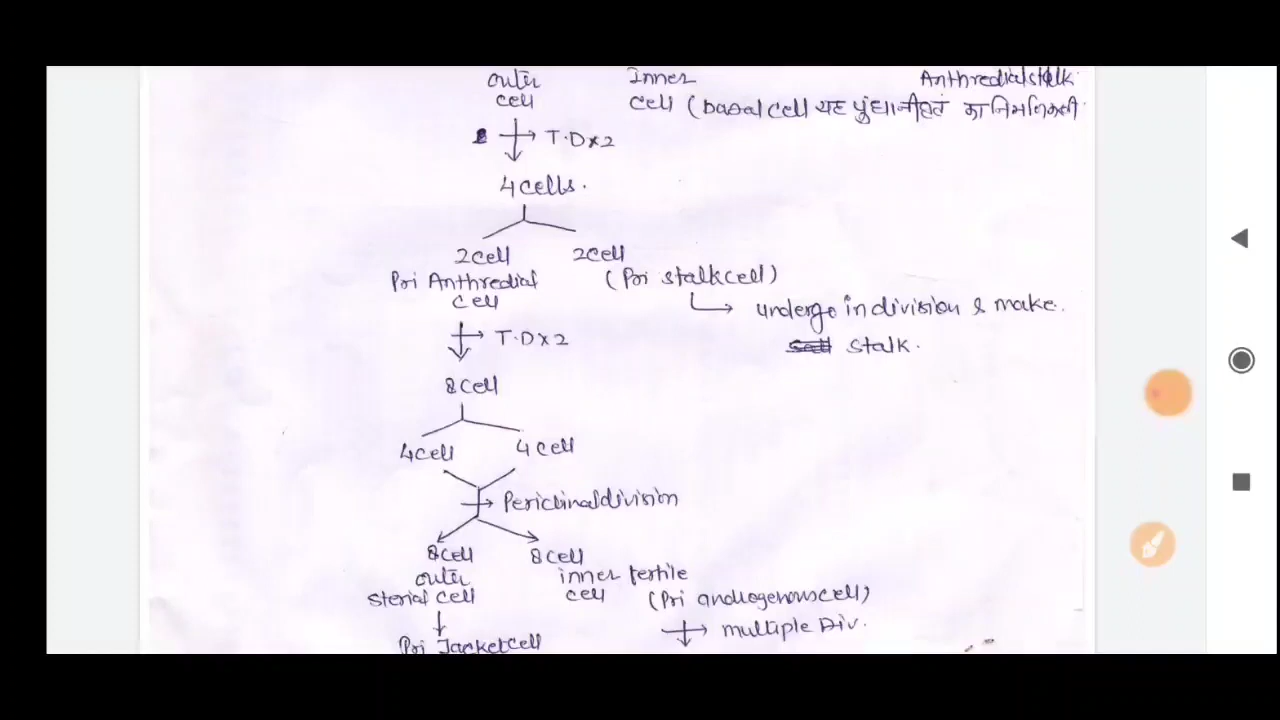 outer inner Anthredial stalk
cell cell (basal cell यह पुंधानीवृतं का निर्माण करती
T.D×2
4 cells.
2 cell 2 cell
Pri Anthredial (Pri stalk cell)
cell
undergo in division & make.
T.D×2
stalk.
8 cell
4 cell 4 cell
Periclinal division
8 cell 8 cell
outer inner fertile
sterial cell cell (Pri androgenous cell)
multiple Div.
Pri Jacket cell